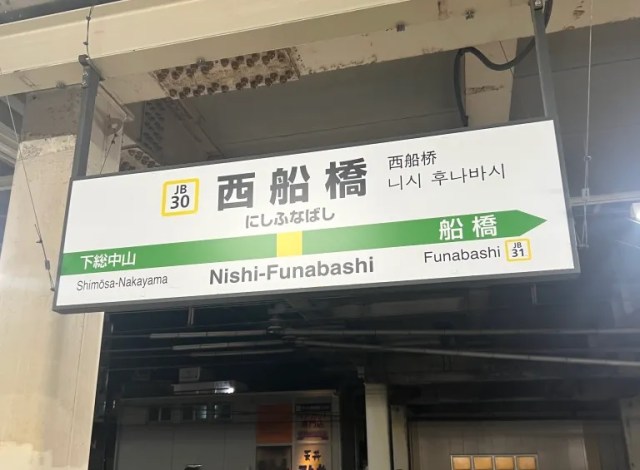 JB
30
西船橋
にしふなばし
西船桥
니시 후나바시
下総中山
Shimōsa-Nakayama
Nishi-Funabashi
船橋
Funabashi
JB
31